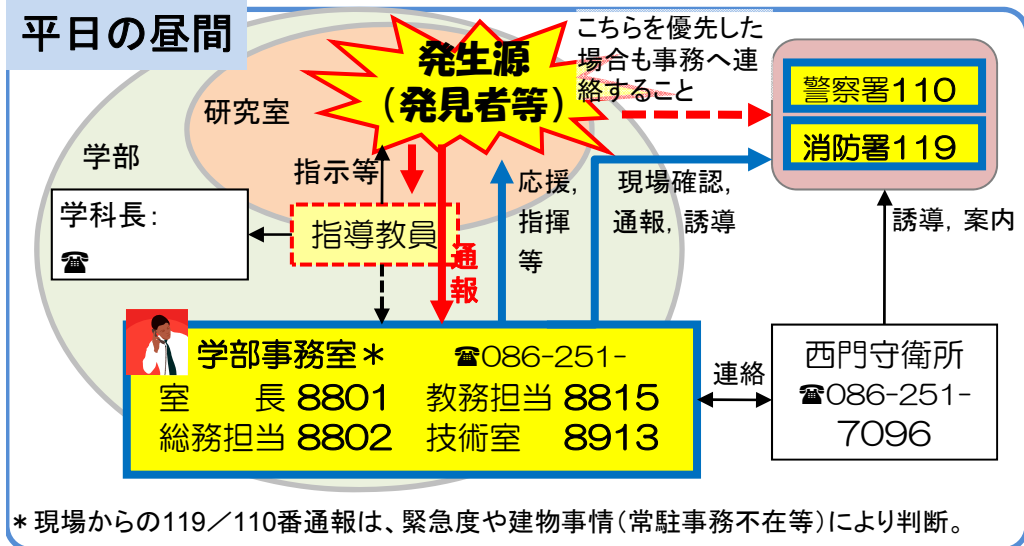 平日の昼間
発生源
(発見者等)
こちらを優先した
場合も事務へ連
絡すること
警察署110
消防署119
研究室
学部
指示等
学科長:
☎
指導教員
通
報
応援,
指揮
等
現場確認,
通報, 誘導
誘導, 案内
学部事務室* ☎086-251-
室 長 8801 教務担当 8815
総務担当 8802 技術室 8913
連絡
西門守衛所
☎086-251-
7096
* 現場からの119/110番通報は、緊急度や建物事情(常駐事務不在等)により判断。